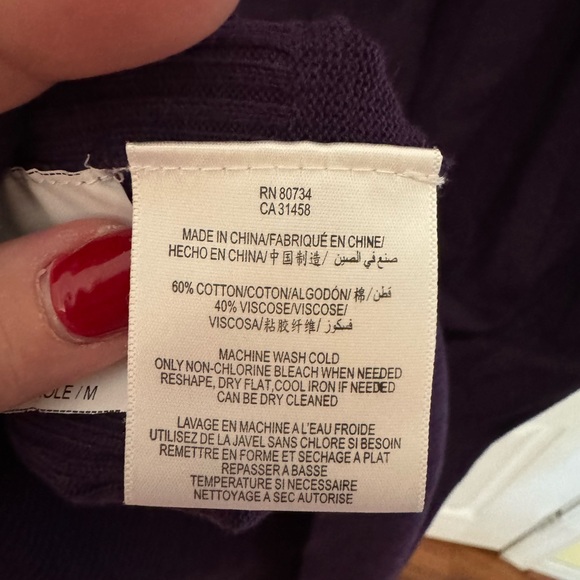 RN 80734
CA 31458
MADE IN CHINA/FABRIQUÉ EN CHINE/
HECHO EN CHINA/中国制造/ صنع في الصين
60% COTTON/COTON/ALGODÓN/棉/قطن/
40% VISCOSE/VISCOSE/
VISCOSA/黏胶纤维/ فسكوز
MACHINE WASH COLD
ONLY NON-CHLORINE BLEACH WHEN NEEDED
RESHAPE, DRY FLAT,COOL IRON IF NEEDED
CAN BE DRY CLEANED
LAVAGE EN MACHINE A L'EAU FROIDE
UTILISEZ DE LA JAVEL SANS CHLORE SI BESOIN
REMETTRE EN FORME ET SECHAGE A PLAT
REPASSER A BASSE
TEMPERATURE SI NECESSAIRE
NETTOYAGE A SEC AUTORISE
/ M